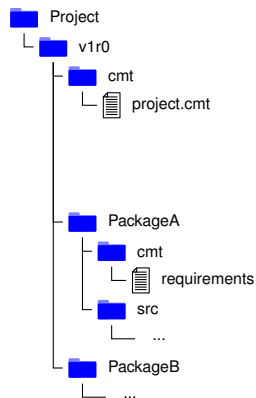 Project
v1r0
cmt
project.cmt
PackageA
cmt
requirements
src
...
PackageB
...